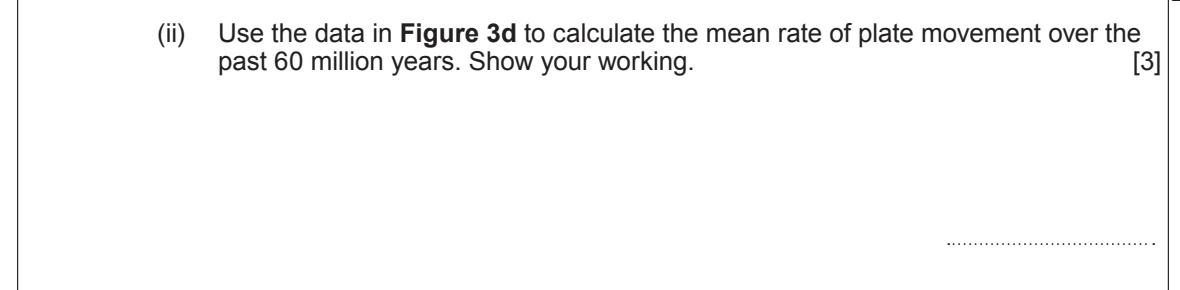 (ii) Use the data in Figure 3d to calculate the mean rate of plate movement over the
past 60 million years. Show your working. [3]